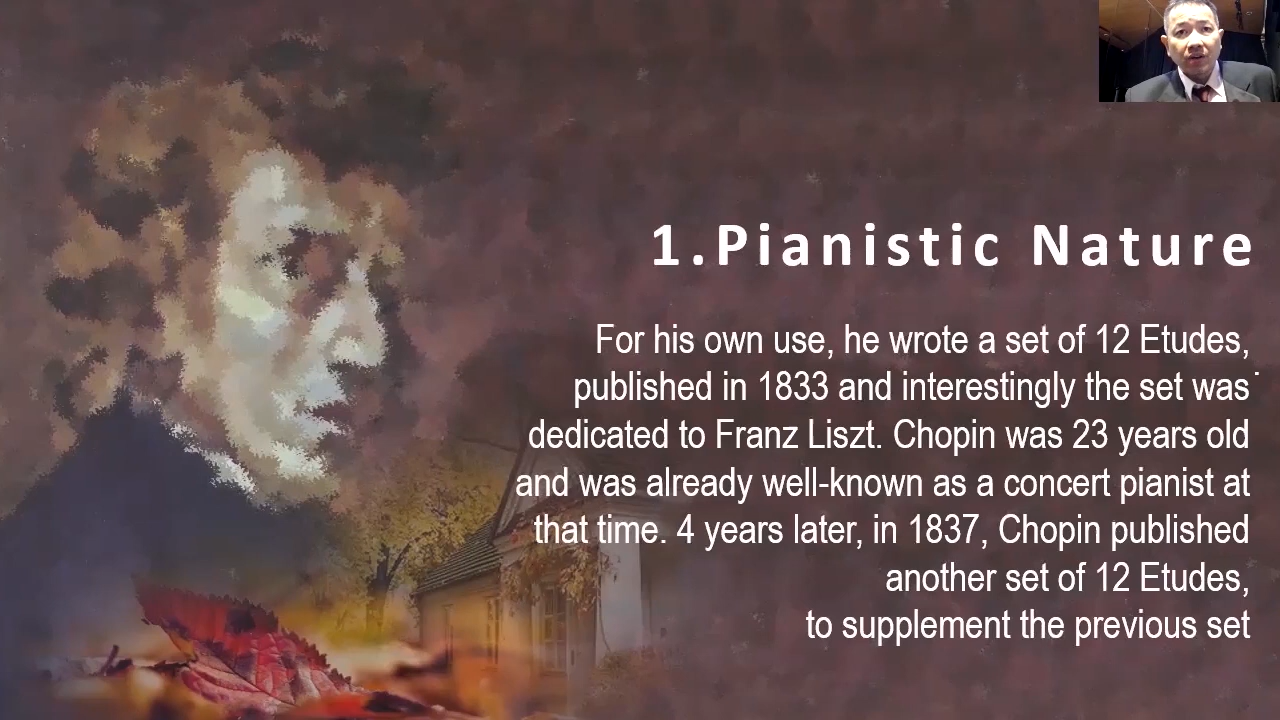 1.Pianistic Nature
For his own use, he wrote a set of 12 Etudes,
published in 1833 and interestingly the set was
dedicated to Franz Liszt. Chopin was 23 years old
and was already well-known as a concert pianist at
that time. 4 years later, in 1837, Chopin published
another set of 12 Etudes,
to supplement the previous set